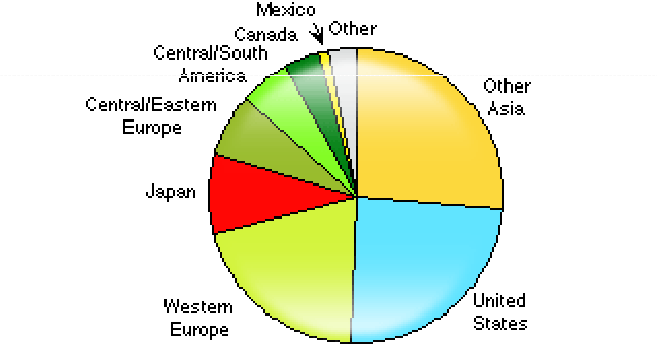 Mexico
Canada
Other
Central/South
America
Other
Asia
Central/Eastern
Europe
Japan
Western
Europe
United
States